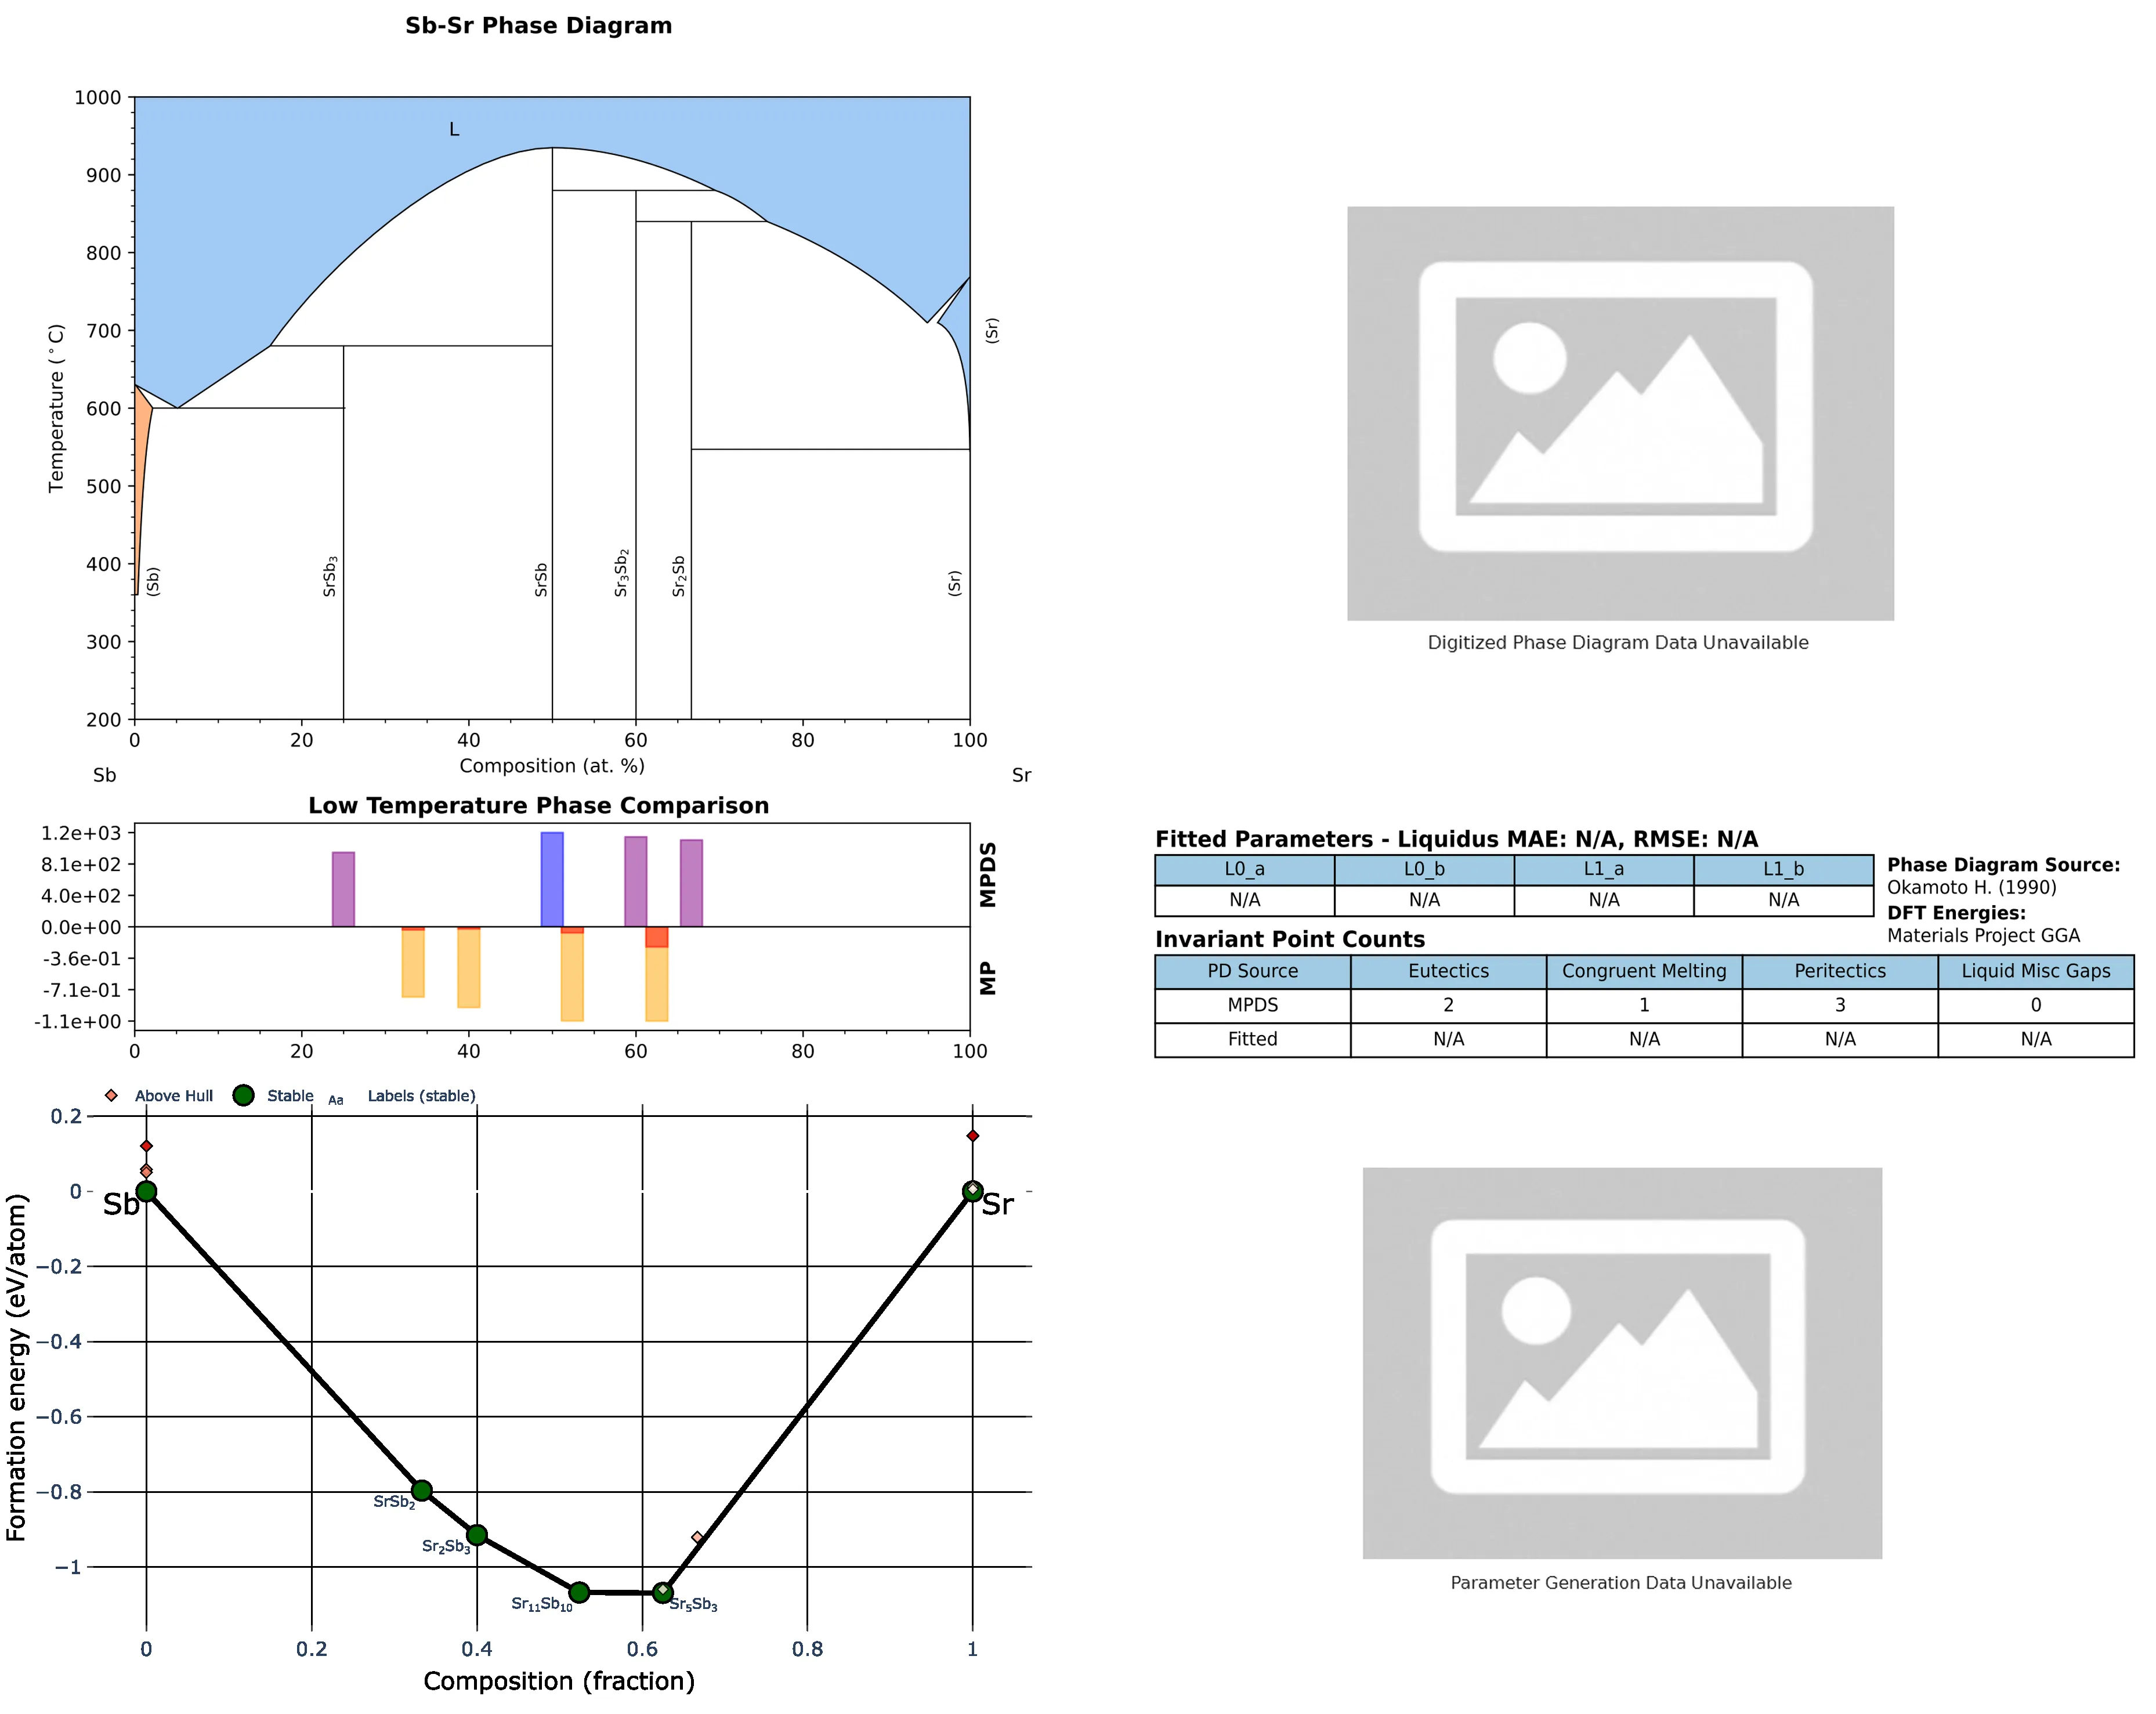 Sb-Sr Phase Diagram
1000
900
800
700
600
500
400
300
200
Temperature (°C)
L
(Sb)
SrSb₃
SrSb
Sr₃Sb₂
Sr₂Sb
(Sr)
(Sr)
0 20 40 60 80 100
Composition (at. %)
Sb
Sr
Digitized Phase Diagram Data Unavailable
Low Temperature Phase Comparison
1.2e+03
8.1e+02
4.0e+02
0.0e+00
-3.6e-01
-7.1e-01
-1.1e+00
MPDS
MP
0 20 40 60 80 100
Fitted Parameters - Liquidus MAE: N/A, RMSE: N/A
L0_a L0_b L1_a L1_b
N/A N/A N/A N/A
Phase Diagram Source:
Okamoto H. (1990)
DFT Energies:
Materials Project GGA
Invariant Point Counts
PD Source Eutectics Congruent Melting Peritectics Liquid Misc Gaps
MPDS 2 1 3 0
Fitted N/A N/A N/A N/A
Above Hull Stable Aa Labels (stable)
0.2
0
−0.2
−0.4
−0.6
−0.8
−1
Formation energy (eV/atom)
Sb
Sr
SrSb₂
Sr₂Sb₃
Sr₁₁Sb₁₀
Sr₅Sb₃
0 0.2 0.4 0.6 0.8 1
Composition (fraction)
Parameter Generation Data Unavailable